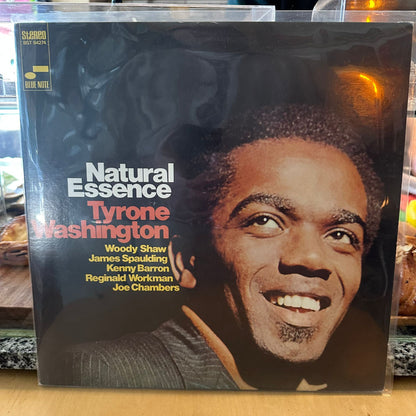 Stereo
BST 84274
BLUE NOTE
Natural
Essence
Tyrone
Washington
Woody Shaw
James Spaulding
Kenny Barron
Reginald Workman
Joe Chambers